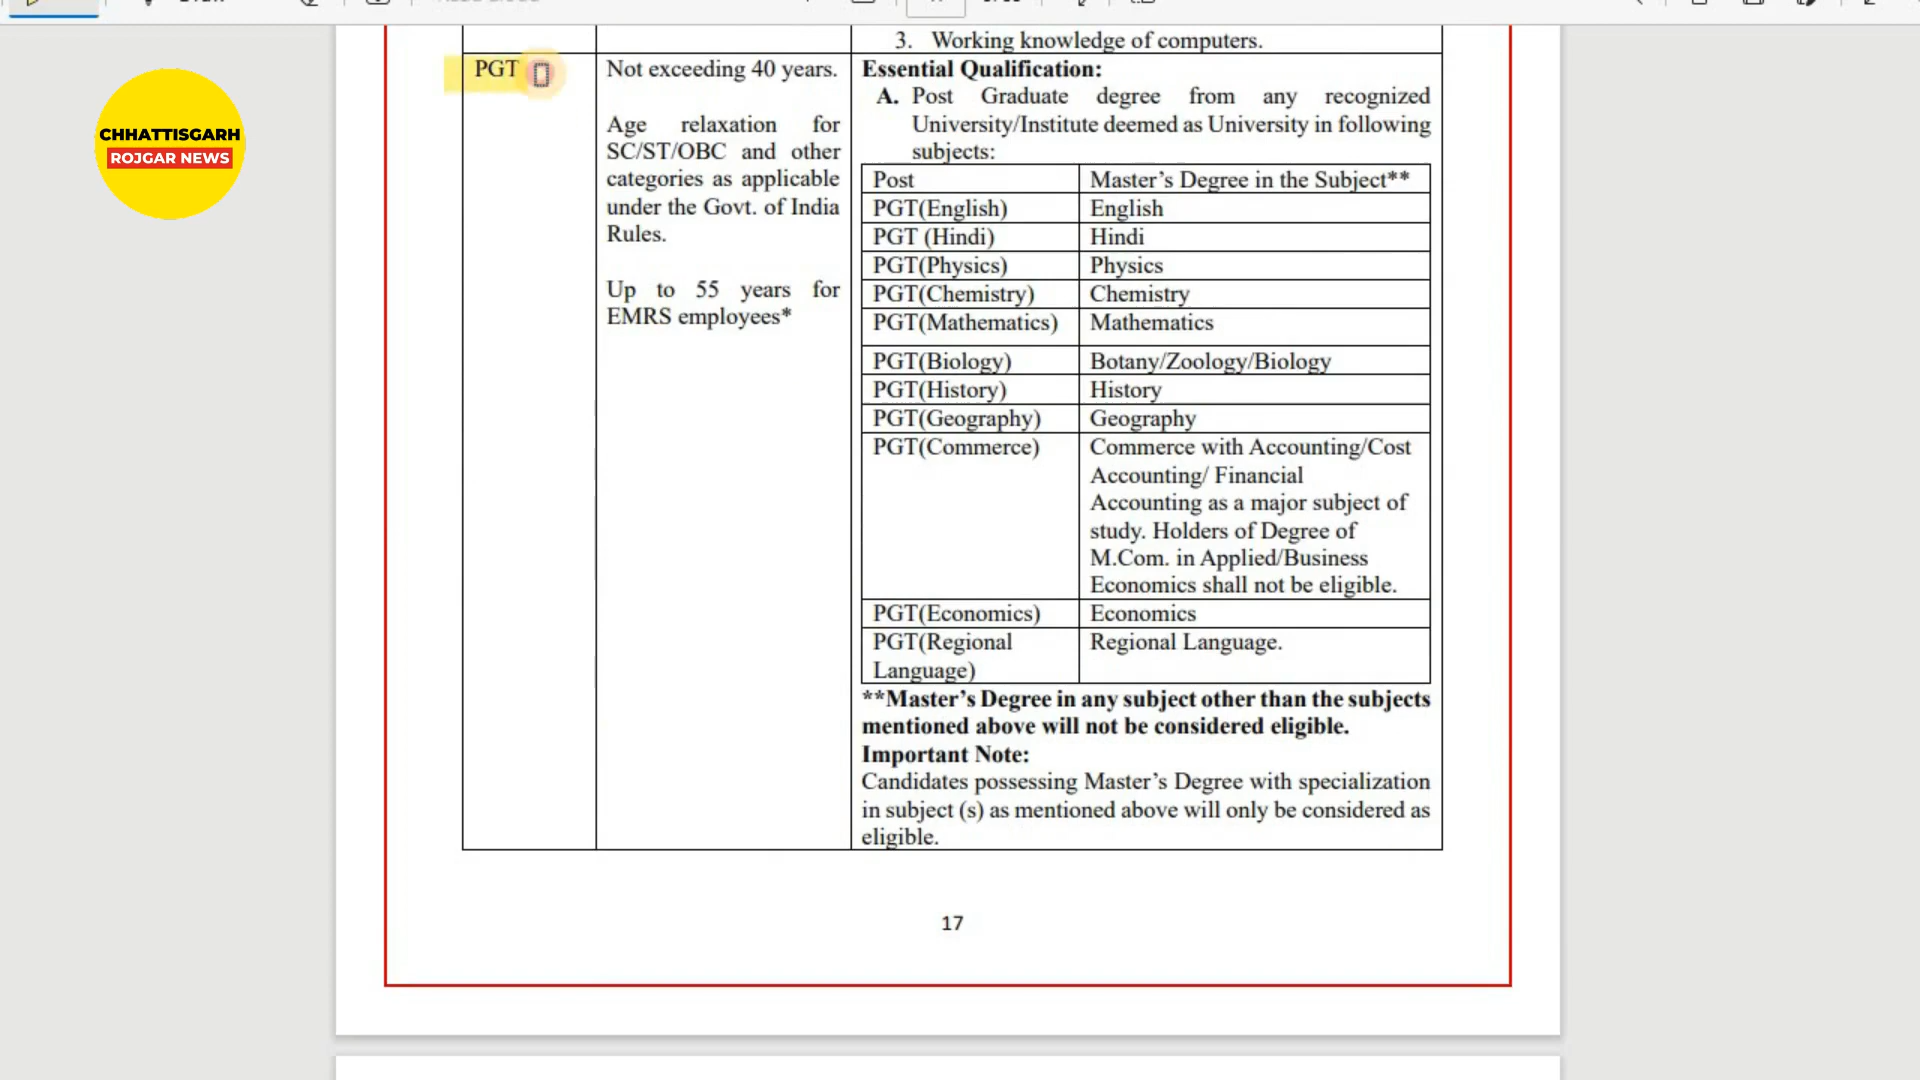 3. Working knowledge of computers.
CHHATTISGARH
ROJGAR NEWS
PGT
Not exceeding 40 years.
Age relaxation for
SC/ST/OBC and other
categories as applicable
under the Govt. of India
Rules.
Up to 55 years for
EMRS employees*
Essential Qualification:
A. Post Graduate degree from any recognized
University/Institute deemed as University in following
subjects:
Post Master’s Degree in the Subject**
PGT(English) English
PGT (Hindi) Hindi
PGT(Physics) Physics
PGT(Chemistry) Chemistry
PGT(Mathematics) Mathematics
PGT(Biology) Botany/Zoology/Biology
PGT(History) History
PGT(Geography) Geography
PGT(Commerce) Commerce with Accounting/Cost
Accounting/ Financial
Accounting as a major subject of
study. Holders of Degree of
M.Com. in Applied/Business
Economics shall not be eligible.
PGT(Economics) Economics
PGT(Regional Regional Language.
Language)
**Master’s Degree in any subject other than the subjects
mentioned above will not be considered eligible.
Important Note:
Candidates possessing Master’s Degree with specialization
in subject (s) as mentioned above will only be considered as
eligible.
17